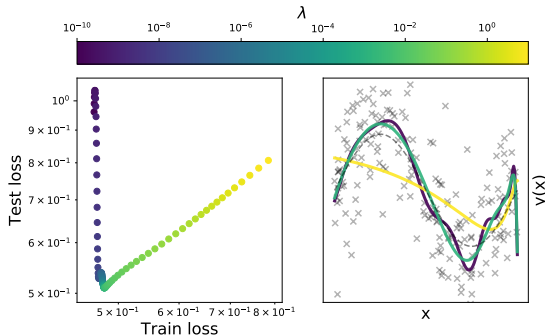 λ
10⁻¹⁰ 10⁻⁸ 10⁻⁶ 10⁻⁴ 10⁻² 10⁰
10⁰
9 × 10⁻¹
8 × 10⁻¹
7 × 10⁻¹
6 × 10⁻¹
5 × 10⁻¹
Test loss
5 × 10⁻¹ 6 × 10⁻¹ 7 × 10⁻¹ 8 × 10⁻¹
Train loss
x
y(x)